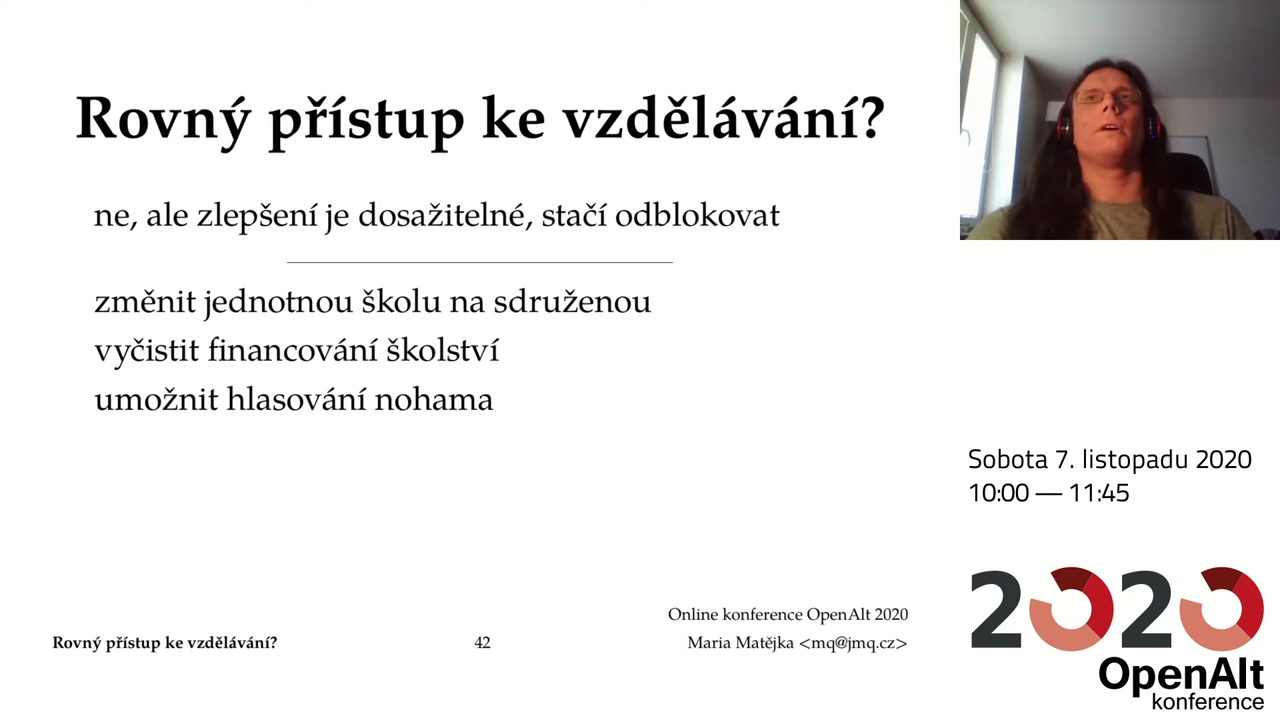 Rovný přístup ke vzdělávání?
ne, ale zlepšení je dosažitelné, stačí odblokovat
změnit jednotnou školu na sdruženou
vyčistit financování školství
umožnit hlasování nohama
Sobota 7. listopadu 2020
10:00 — 11:45
Online konference OpenAlt 2020
Rovný přístup ke vzdělávání?
42
Maria Matějka <mq@jmq.cz>
2020
OpenAlt
konference